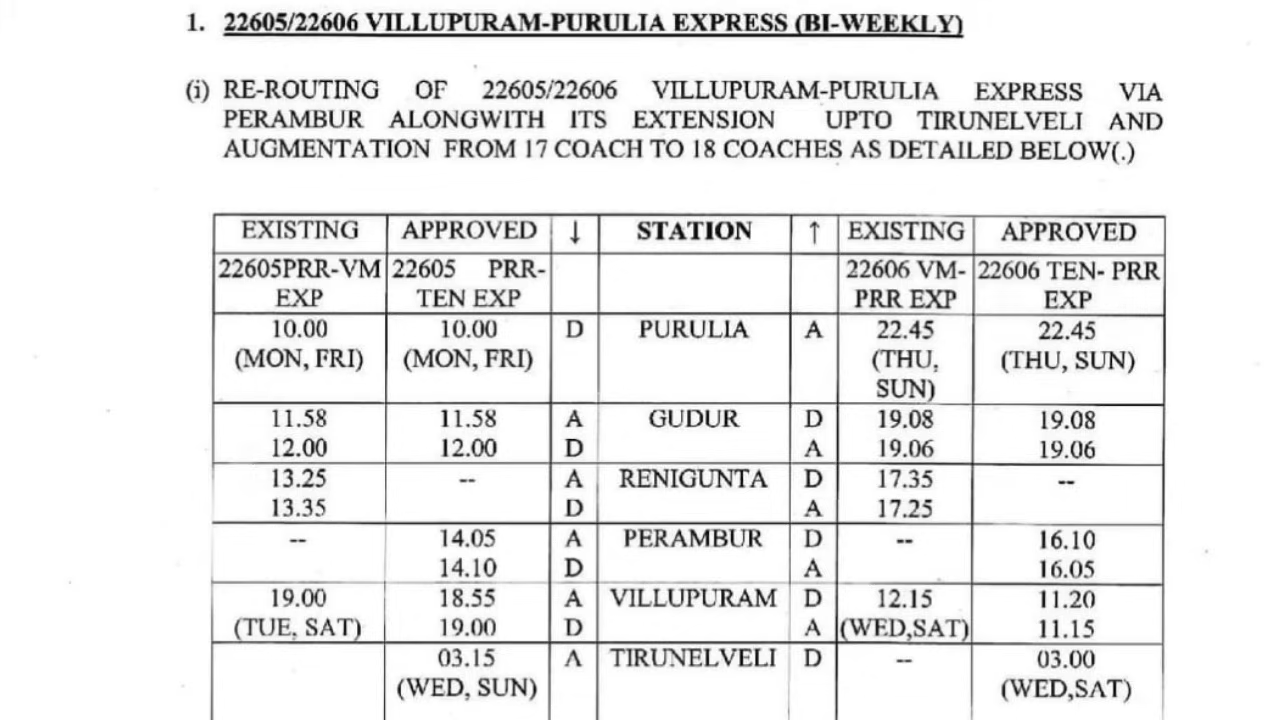 1. 22605/22606 VILLUPURAM-PURULIA EXPRESS (BI-WEEKLY)
(i) RE-ROUTING OF 22605/22606 VILLUPURAM-PURULIA EXPRESS VIA
PERAMBUR ALONGWITH ITS EXTENSION UPTO TIRUNELVELI AND
AUGMENTATION FROM 17 COACH TO 18 COACHES AS DETAILED BELOW(.)
EXISTING APPROVED ↓ STATION ↑ EXISTING APPROVED
22605PRR-VM 22605 PRR- 22606 VM- 22606 TEN- PRR
EXP TEN EXP PRR EXP EXP
10.00 10.00 D PURULIA A 22.45 22.45
(MON, FRI) (MON, FRI) (THU, (THU, SUN)
SUN)
11.58 11.58 A GUDUR D 19.08 19.08
12.00 12.00 D A 19.06 19.06
13.25 -- A RENIGUNTA D 17.35 --
13.35 D A 17.25
-- 14.05 A PERAMBUR D -- 16.10
14.10 D A 16.05
19.00 18.55 A VILLUPURAM D 12.15 11.20
(TUE, SAT) 19.00 D A (WED,SAT) 11.15
03.15 A TIRUNELVELI D -- 03.00
(WED, SUN) (WED,SAT)